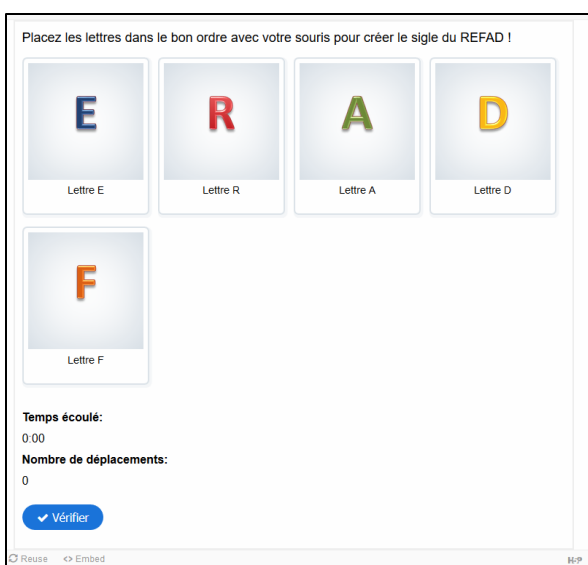 Placez les lettres dans le bon ordre avec votre souris pour créer le sigle du REFAD !
E R A D
Lettre E Lettre R Lettre A Lettre D
F
Lettre F
Temps écoulé:
0:00
Nombre de déplacements:
0
Vérifier
Reuse <> Embed H5P